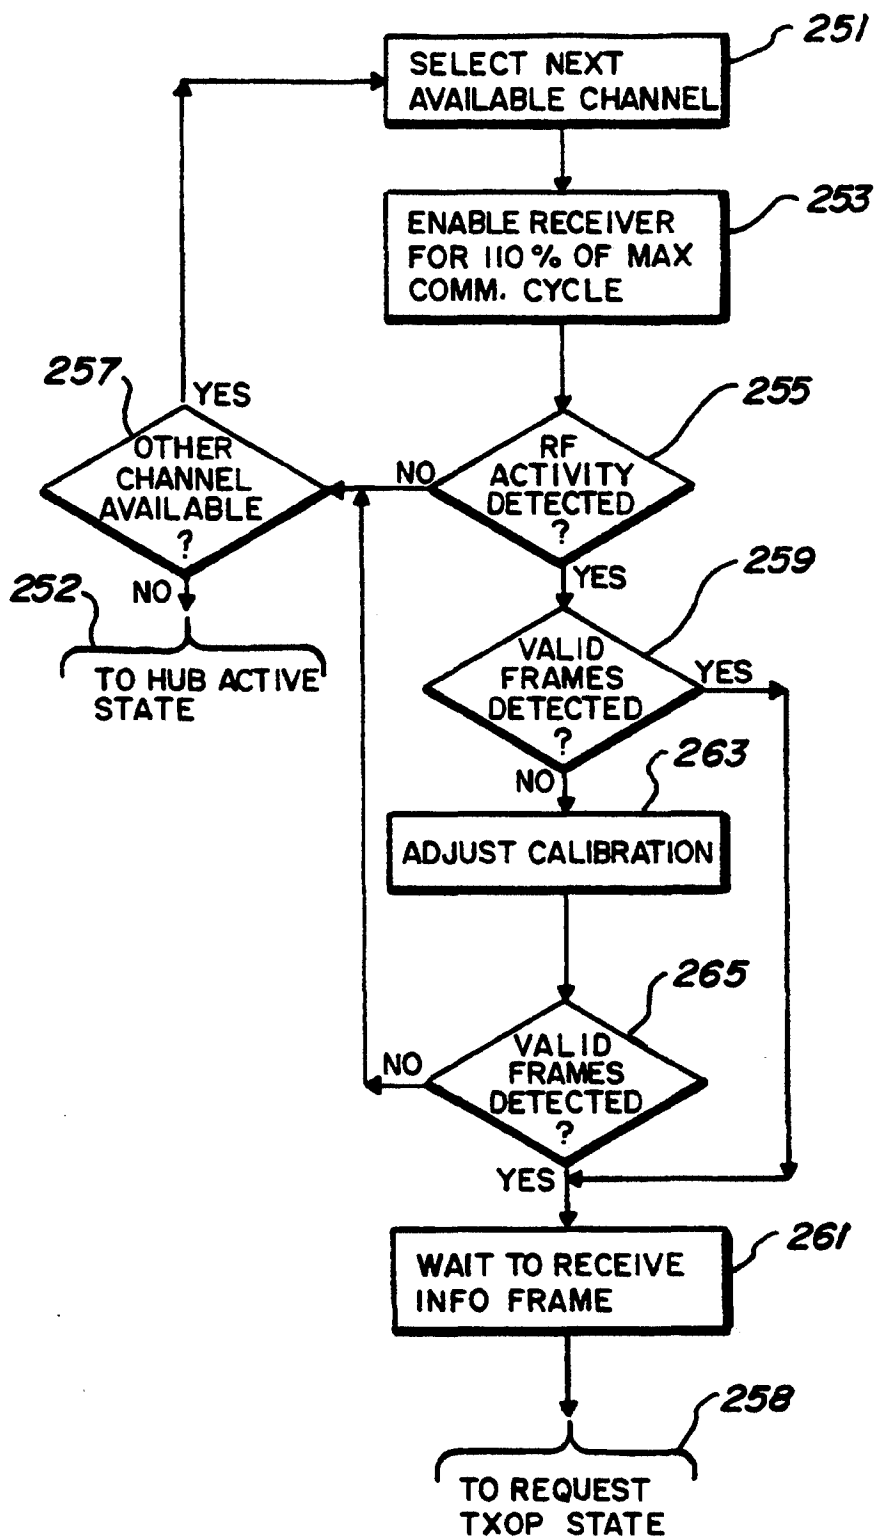 251
SELECT NEXT
AVAILABLE CHANNEL
253
ENABLE RECEIVER
FOR 110% OF MAX
COMM. CYCLE
257
YES
OTHER
CHANNEL
AVAILABLE
?
NO
255
NO
RF
ACTIVITY
DETECTED
?
YES
252
TO HUB ACTIVE
STATE
259
VALID
FRAMES
DETECTED
?
YES
NO
263
ADJUST CALIBRATION
265
NO
VALID
FRAMES
DETECTED
?
YES
261
WAIT TO RECEIVE
INFO FRAME
258
TO REQUEST
TXOP STATE